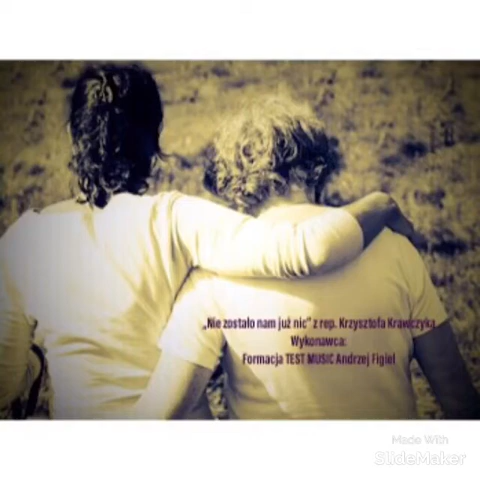 „Nie zostało nam już nic" z rep. Krzysztofa Krawczyka
Wykonawca:
Formacja TEST MUSIC Andrzej Figiel
Made With
SlideMaker